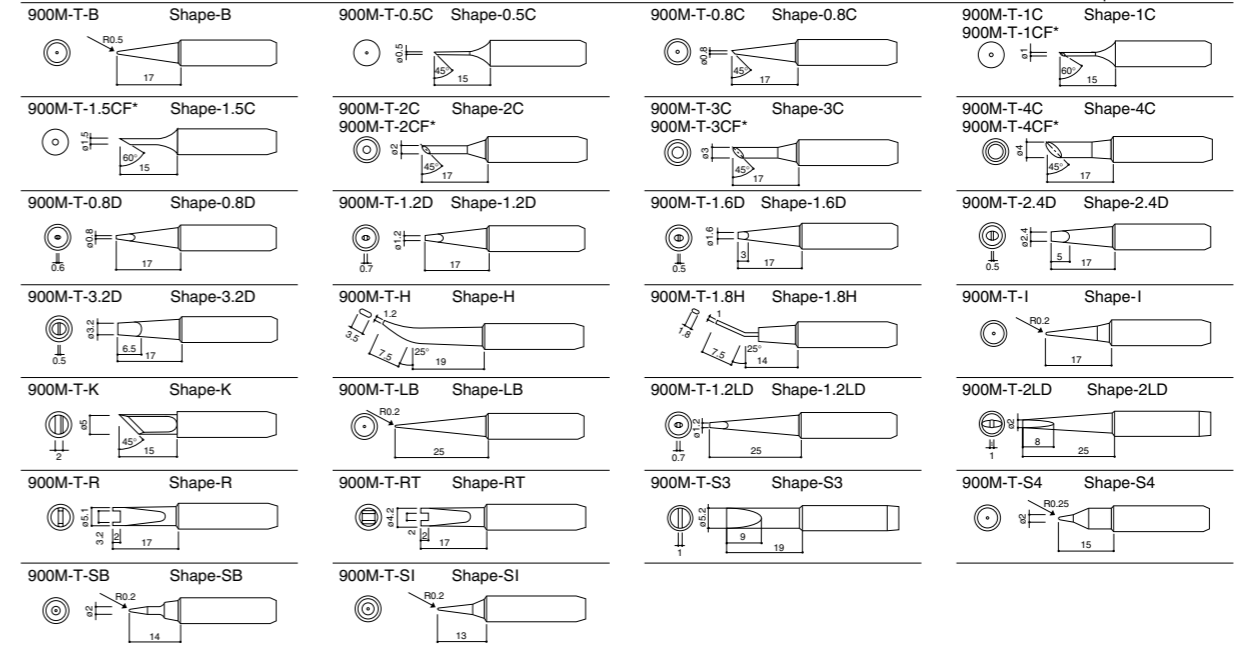 900M-T-B Shape-B
R0.5
17
900M-T-0.5C Shape-0.5C
ø0.5
45°
15
900M-T-0.8C Shape-0.8C
ø0.8
45°
17
900M-T-1C Shape-1C
900M-T-1CF*
ø1
60°
15
900M-T-1.5CF* Shape-1.5C
ø1.5
60°
15
900M-T-2C Shape-2C
900M-T-2CF*
ø2
45°
17
900M-T-3C Shape-3C
900M-T-3CF*
ø3
45°
17
900M-T-4C Shape-4C
900M-T-4CF*
ø4
45°
17
900M-T-0.8D Shape-0.8D
ø0.8
0.6
17
900M-T-1.2D Shape-1.2D
ø1.2
0.7
17
900M-T-1.6D Shape-1.6D
ø1.6
0.5
3
17
900M-T-2.4D Shape-2.4D
ø2.4
0.5
5
17
900M-T-3.2D Shape-3.2D
ø3.2
0.5
6.5
17
900M-T-H Shape-H
1.2
3.5
7.5
25°
19
900M-T-1.8H Shape-1.8H
1
1.8
7.5
25°
14
900M-T-I Shape-I
R0.2
17
900M-T-K Shape-K
ø5
2
45°
15
900M-T-LB Shape-LB
R0.2
25
900M-T-1.2LD Shape-1.2LD
ø1.2
0.7
25
900M-T-2LD Shape-2LD
ø2
1
8
25
900M-T-R Shape-R
ø5.1
3.2
2
17
900M-T-RT Shape-RT
ø4.2
2
2
17
900M-T-S3 Shape-S3
ø5.2
1
9
19
900M-T-S4 Shape-S4
R0.25
ø2
15
900M-T-SB Shape-SB
R0.2
ø2
14
900M-T-SI Shape-SI
R0.2
13